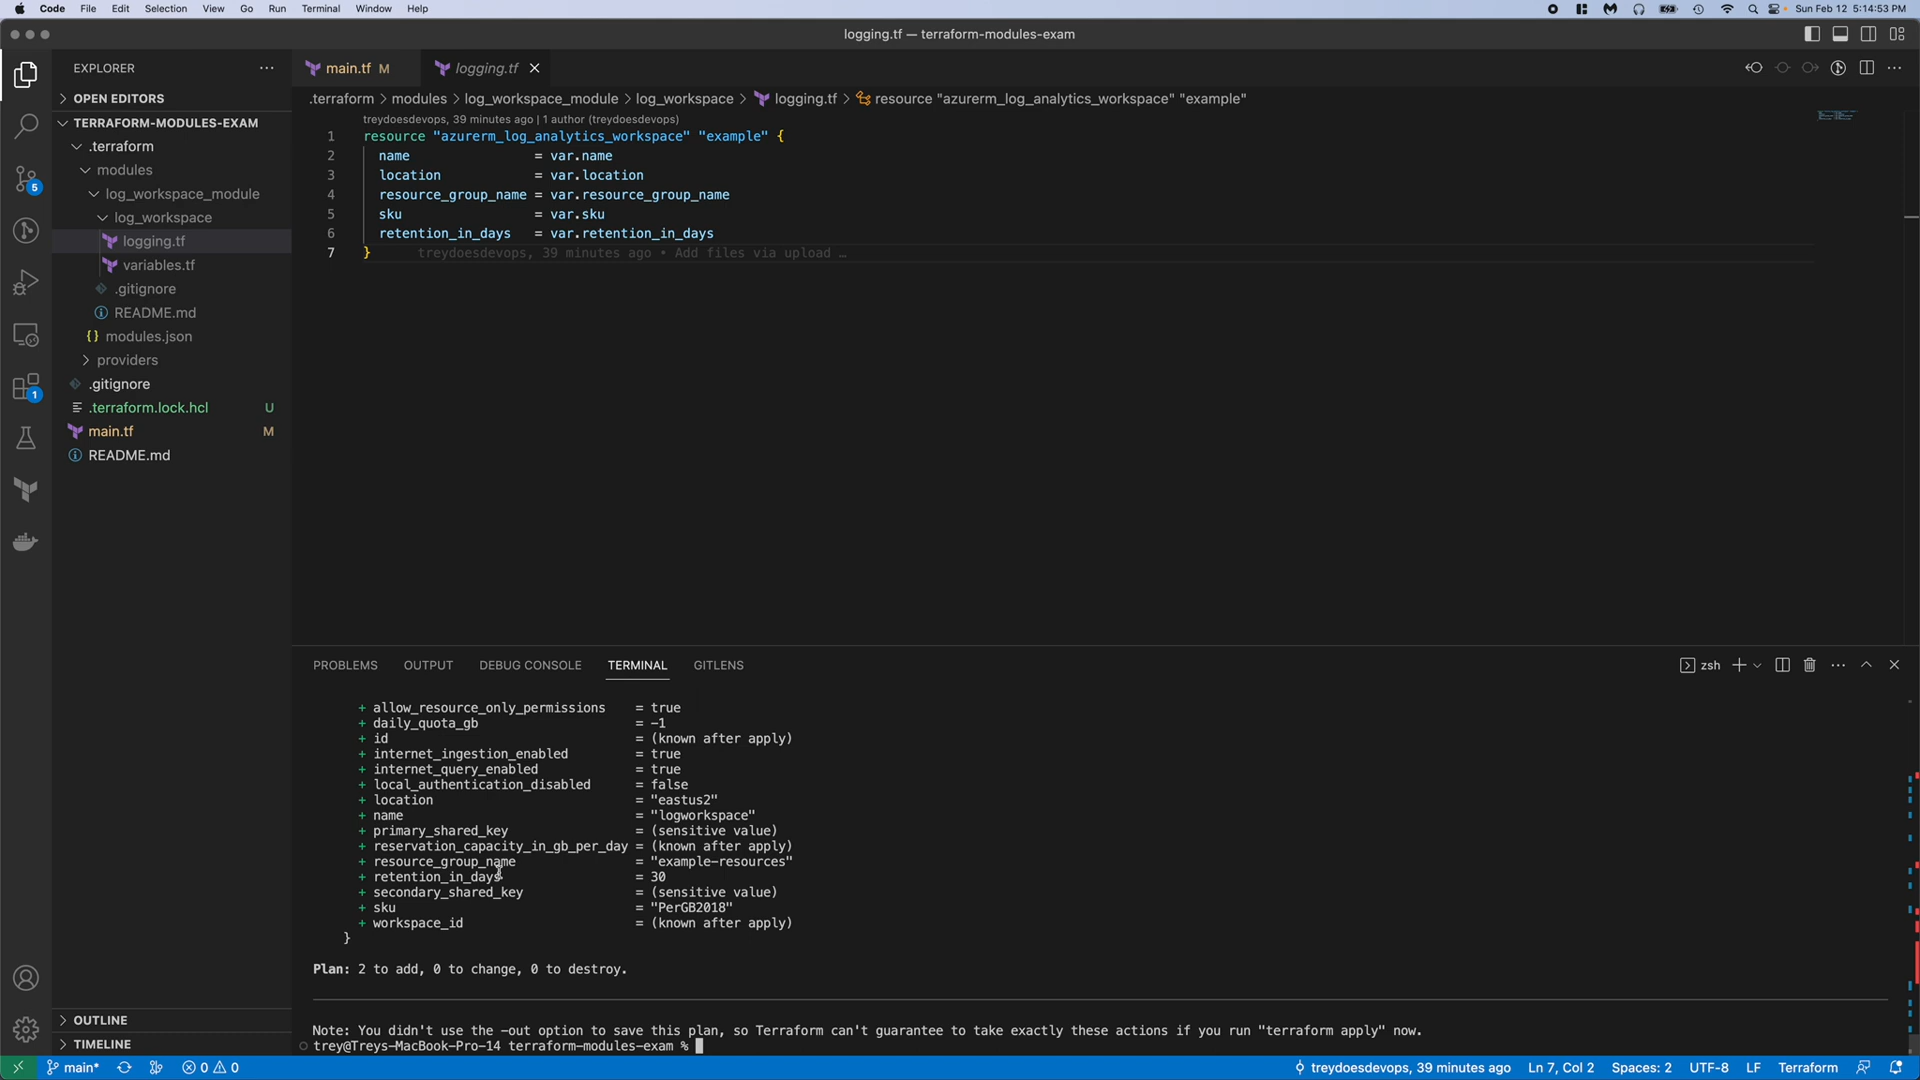 Code File Edit Selection View Go Run Terminal Window Help
Sun Feb 12 5:14:53 PM
logging.tf — terraform-modules-exam
EXPLORER
OPEN EDITORS
TERRAFORM-MODULES-EXAM
.terraform
modules
log_workspace_module
log_workspace
logging.tf
variables.tf
.gitignore
README.md
{} modules.json
providers
.gitignore
.terraform.lock.hcl U
main.tf M
README.md
OUTLINE
TIMELINE
5
1
main.tf M
logging.tf
.terraform > modules > log_workspace_module > log_workspace > logging.tf > resource "azurerm_log_analytics_workspace" "example"
treydoesdevops, 39 minutes ago | 1 author (treydoesdevops)
1 resource "azurerm_log_analytics_workspace" "example" {
2 name = var.name
3 location = var.location
4 resource_group_name = var.resource_group_name
5 sku = var.sku
6 retention_in_days = var.retention_in_days
7 } treydoesdevops, 39 minutes ago • Add files via upload …
PROBLEMS OUTPUT DEBUG CONSOLE TERMINAL GITLENS
zsh
+ allow_resource_only_permissions = true
+ daily_quota_gb = -1
+ id = (known after apply)
+ internet_ingestion_enabled = true
+ internet_query_enabled = true
+ local_authentication_disabled = false
+ location = "eastus2"
+ name = "logworkspace"
+ primary_shared_key = (sensitive value)
+ reservation_capacity_in_gb_per_day = (known after apply)
+ resource_group_name = "example-resources"
+ retention_in_days = 30
+ secondary_shared_key = (sensitive value)
+ sku = "PerGB2018"
+ workspace_id = (known after apply)
}
Plan: 2 to add, 0 to change, 0 to destroy.
Note: You didn't use the -out option to save this plan, so Terraform can't guarantee to take exactly these actions if you run "terraform apply" now.
trey@Treys-MacBook-Pro-14 terraform-modules-exam %
main* 0 0
treydoesdevops, 39 minutes ago Ln 7, Col 2 Spaces: 2 UTF-8 LF Terraform